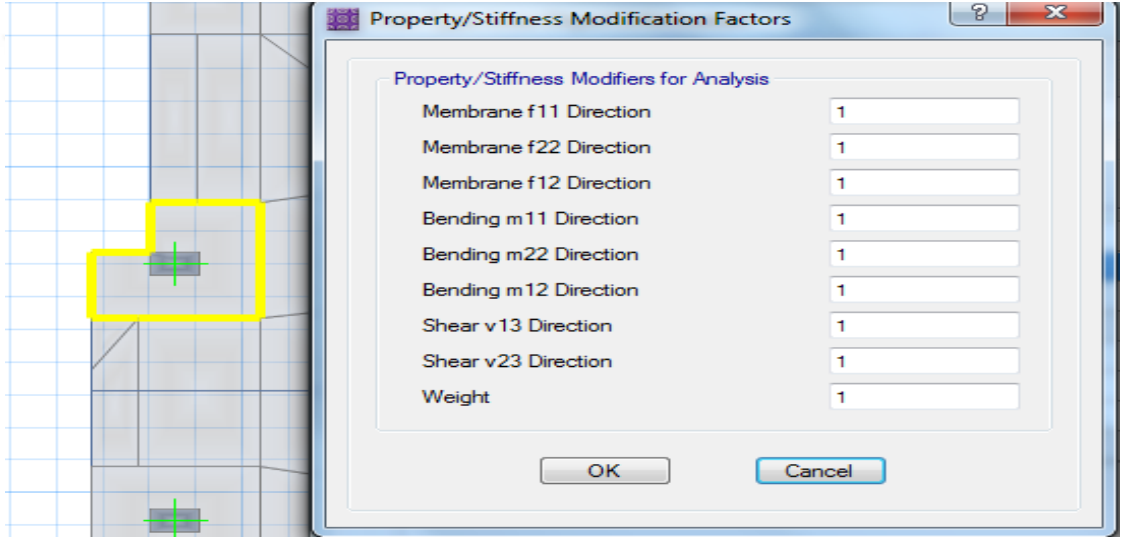 Property/Stiffness Modification Factors
?
Property/Stiffness Modifiers for Analysis
Membrane f11 Direction 1
Membrane f22 Direction 1
Membrane f12 Direction 1
Bending m11 Direction 1
Bending m22 Direction 1
Bending m12 Direction 1
Shear v13 Direction 1
Shear v23 Direction 1
Weight 1
OK Cancel